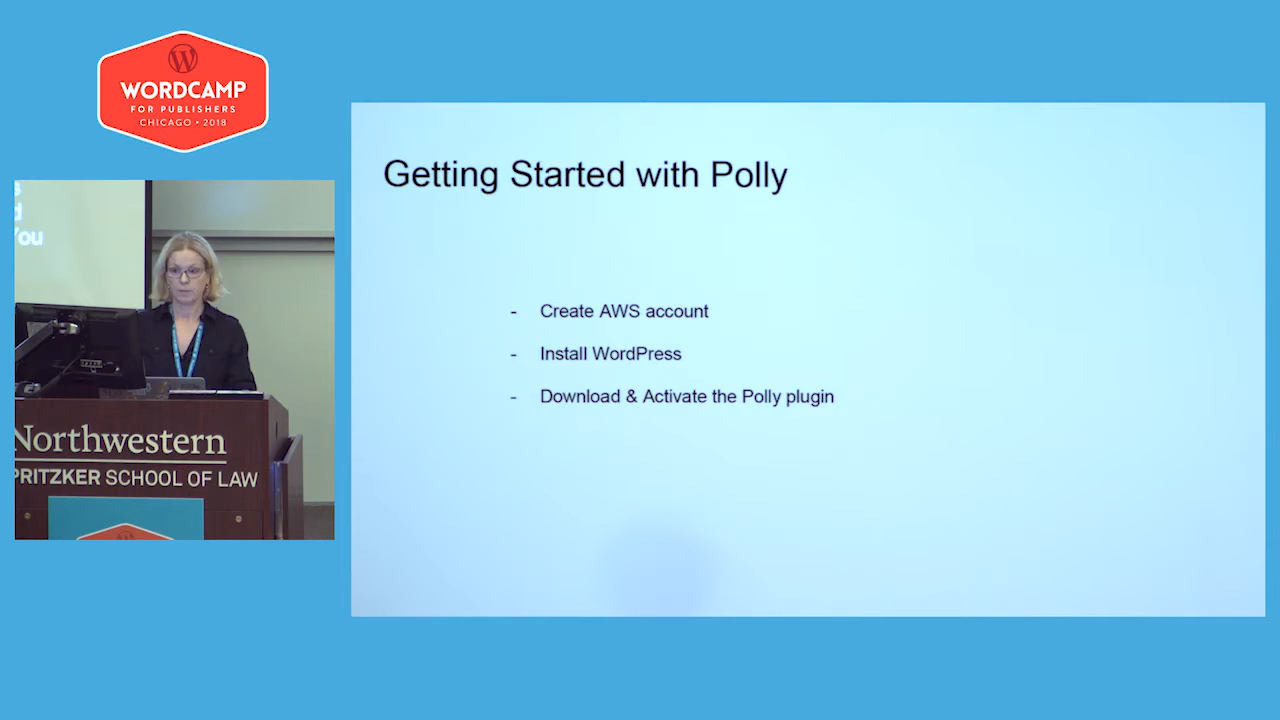 WORDCAMP
FOR PUBLISHERS
CHICAGO • 2018
Getting Started with Polly
- Create AWS account
- Install WordPress
- Download & Activate the Polly plugin
You
Northwestern
PRITZKER SCHOOL OF LAW